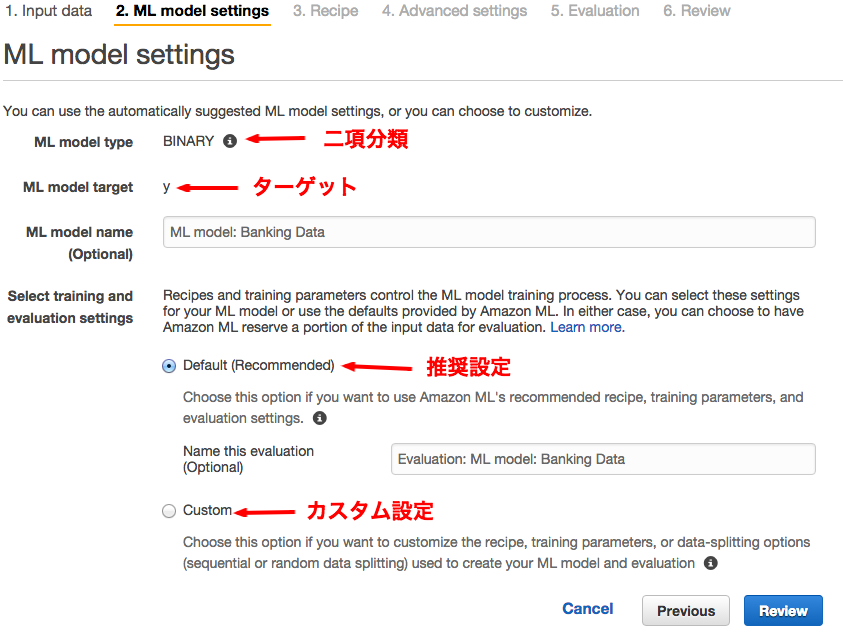 1. Input data 2. ML model settings 3. Recipe 4. Advanced settings 5. Evaluation 6. Review
ML model settings
You can use the automatically suggested ML model settings, or you can choose to customize.
ML model type BINARY 二項分類
ML model target y ターゲット
ML model name
(Optional)
ML model: Banking Data
Select training and
evaluation settings
Recipes and training parameters control the ML model training process. You can select these settings
for your ML model or use the defaults provided by Amazon ML. In either case, you can choose to have
Amazon ML reserve a portion of the input data for evaluation. Learn more.
Default (Recommended) 推奨設定
Choose this option if you want to use Amazon ML's recommended recipe, training parameters, and
evaluation settings.
Name this evaluation
(Optional)
Evaluation: ML model: Banking Data
Custom カスタム設定
Choose this option if you want to customize the recipe, training parameters, or data-splitting options
(sequential or random data splitting) used to create your ML model and evaluation
Cancel Previous Review